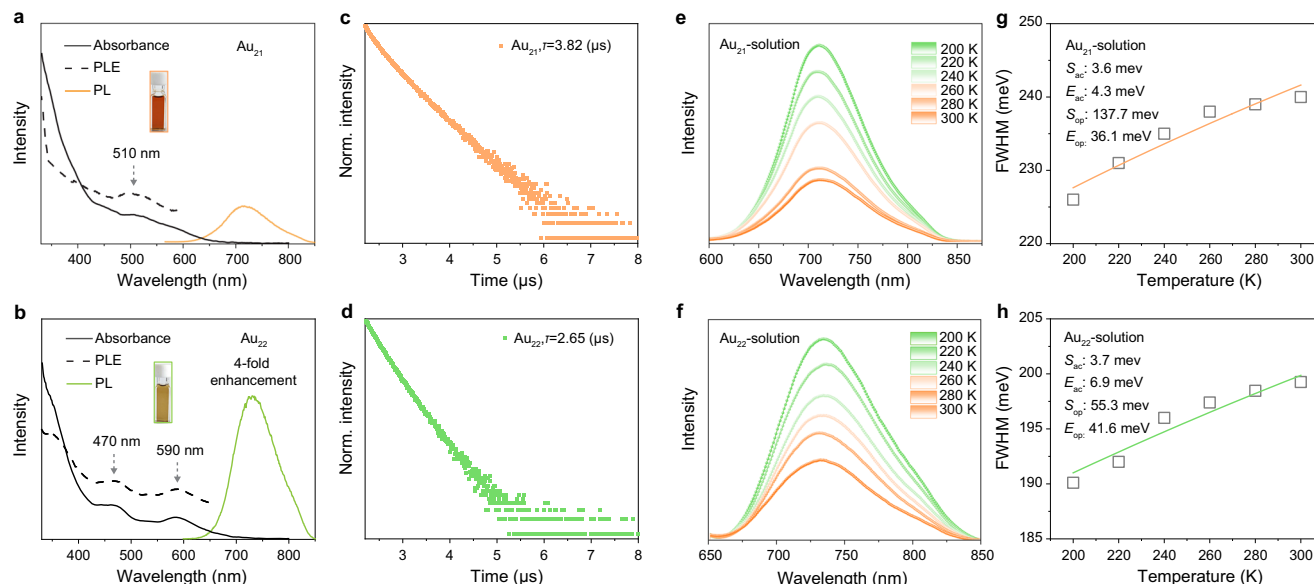 a
Absorbance
PLE
PL
Au21
510 nm
Intensity
400 500 600 700 800
Wavelength (nm)
c
Au21,τ=3.82 (μs)
Norm. intensity
3 4 5 6 7 8
Time (μs)
e
Au21-solution
200 K
220 K
240 K
260 K
280 K
300 K
Intensity
600 650 700 750 800 850
Wavelength (nm)
g
Au21-solution
Sac: 3.6 mev
Eac: 4.3 meV
Sop: 137.7 mev
Eop: 36.1 meV
FWHM (meV)
250
240
230
220
200 220 240 260 280 300
Temperature (K)
b
Absorbance
PLE
PL
Au22
4-fold
enhancement
470 nm
590 nm
Intensity
400 500 600 700 800
Wavelength (nm)
d
Au22,τ=2.65 (μs)
Norm. intensity
3 4 5 6 7 8
Time (μs)
f
Au22-solution
200 K
220 K
240 K
260 K
280 K
300 K
Intensity
650 700 750 800 850
Wavelength (nm)
h
Au22-solution
Sac: 3.7 mev
Eac: 6.9 meV
Sop: 55.3 mev
Eop: 41.6 meV
FWHM (meV)
205
200
195
190
185
200 220 240 260 280 300
Temperature (K)